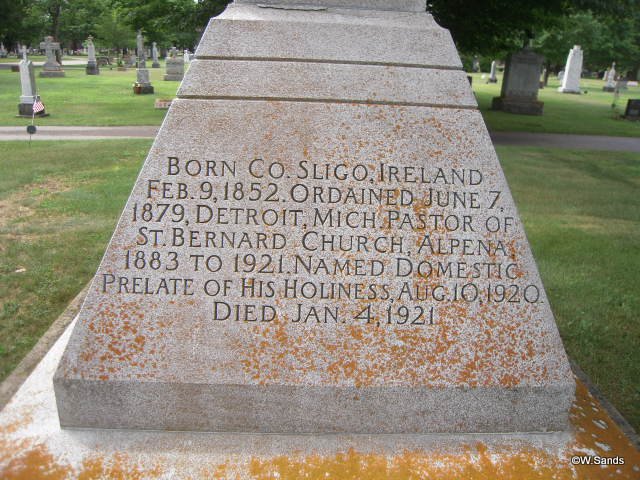 Born Co. Sligo, Ireland
Feb. 9, 1852. Ordained June 7,
1879, Detroit, Mich. Pastor of
St. Bernard Church, Alpena,
1883 to 1921. Named Domestic
Prelate of His Holiness, Aug. 10, 1920.
Died Jan. 4, 1921
©W.Sands